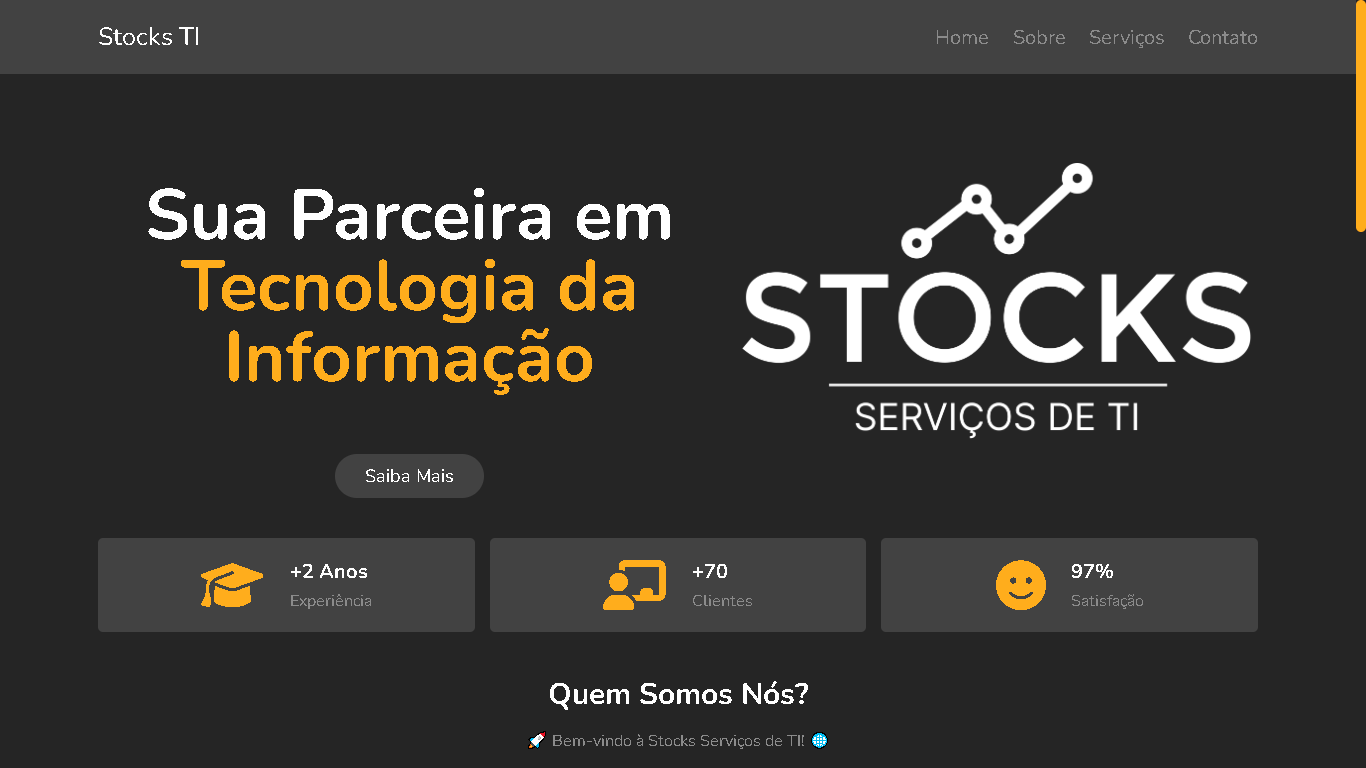 Stocks TI
Home Sobre Serviços Contato
Sua Parceira em
Tecnologia da
Informação
Saiba Mais
STOCKS
SERVIÇOS DE TI
+2 Anos
Experiência
+70
Clientes
97%
Satisfação
Quem Somos Nós?
🚀 Bem-vindo à Stocks Serviços de TI! 🌐